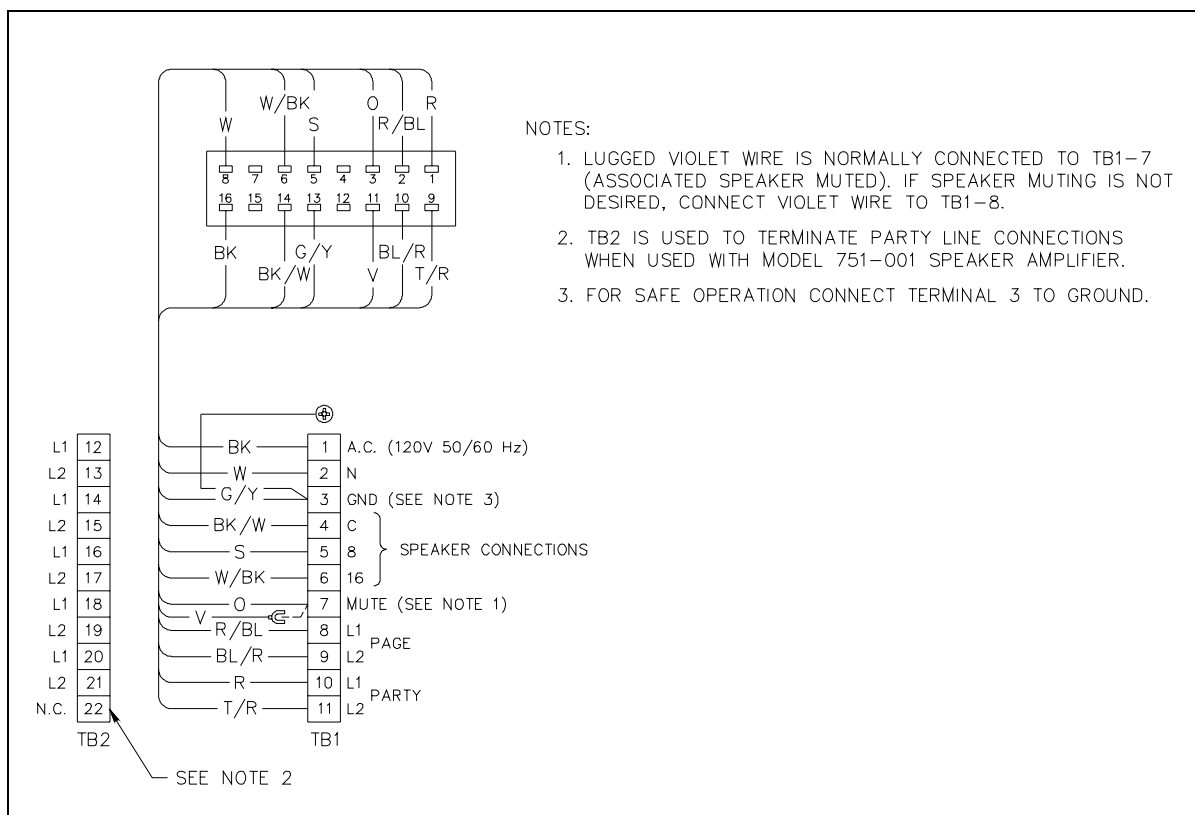 W/BK O R
W S R/BL
8 7 6 5 4 3 2 1
16 15 14 13 12 11 10 9
BK G/Y BL/R
BK/W V T/R
NOTES:
1. LUGGED VIOLET WIRE IS NORMALLY CONNECTED TO TB1-7
(ASSOCIATED SPEAKER MUTED). IF SPEAKER MUTING IS NOT
DESIRED, CONNECT VIOLET WIRE TO TB1-8.
2. TB2 IS USED TO TERMINATE PARTY LINE CONNECTIONS
WHEN USED WITH MODEL 751-001 SPEAKER AMPLIFIER.
3. FOR SAFE OPERATION CONNECT TERMINAL 3 TO GROUND.
L1 12
L2 13
L1 14
L2 15
L1 16
L2 17
L1 18
L2 19
L1 20
L2 21
N.C. 22
TB2
SEE NOTE 2
BK 1 A.C. (120V 50/60 Hz)
W 2 N
G/Y 3 GND (SEE NOTE 3)
BK/W 4 C
S 5 8
W/BK 6 16
SPEAKER CONNECTIONS
O 7 MUTE (SEE NOTE 1)
V
R/BL 8 L1
BL/R 9 L2
PAGE
R 10 L1
T/R 11 L2
PARTY
TB1